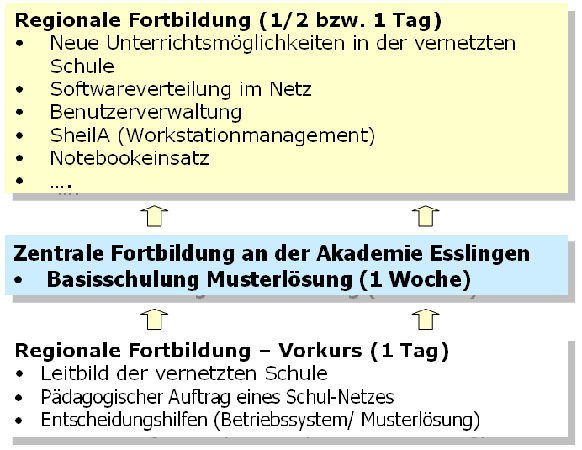 Regionale Fortbildung (1/2 bzw. 1 Tag)
• Neue Unterrichtsmöglichkeiten in der vernetzten
Schule
• Softwareverteilung im Netz
• Benutzerverwaltung
• SheilA (Workstationmanagement)
• Notebookeinsatz
• ….
Zentrale Fortbildung an der Akademie Esslingen
• Basisschulung Musterlösung (1 Woche)
Regionale Fortbildung – Vorkurs (1 Tag)
• Leitbild der vernetzten Schule
• Pädagogischer Auftrag eines Schul-Netzes
• Entscheidungshilfen (Betriebssystem/ Musterlösung)